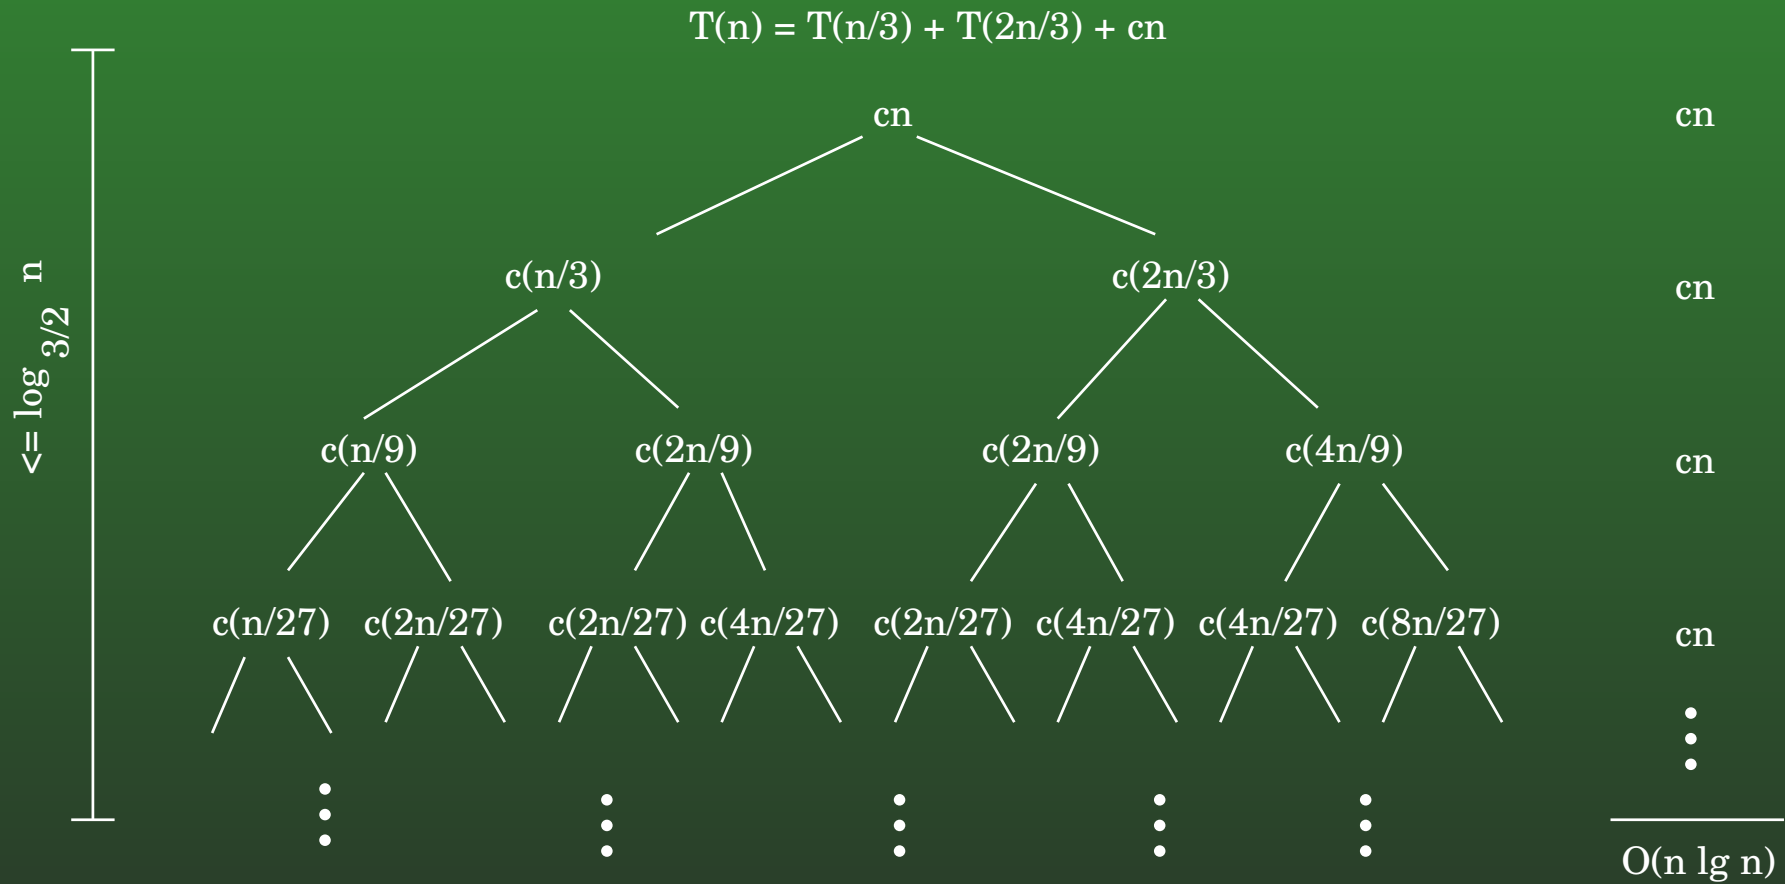 T(n) = T(n/3) + T(2n/3) + cn
cn cn
c(n/3) c(2n/3) cn
<= log 3/2 n
c(n/9) c(2n/9) c(2n/9) c(4n/9) cn
c(n/27) c(2n/27) c(2n/27) c(4n/27) c(2n/27) c(4n/27) c(4n/27) c(8n/27) cn
O(n lg n)